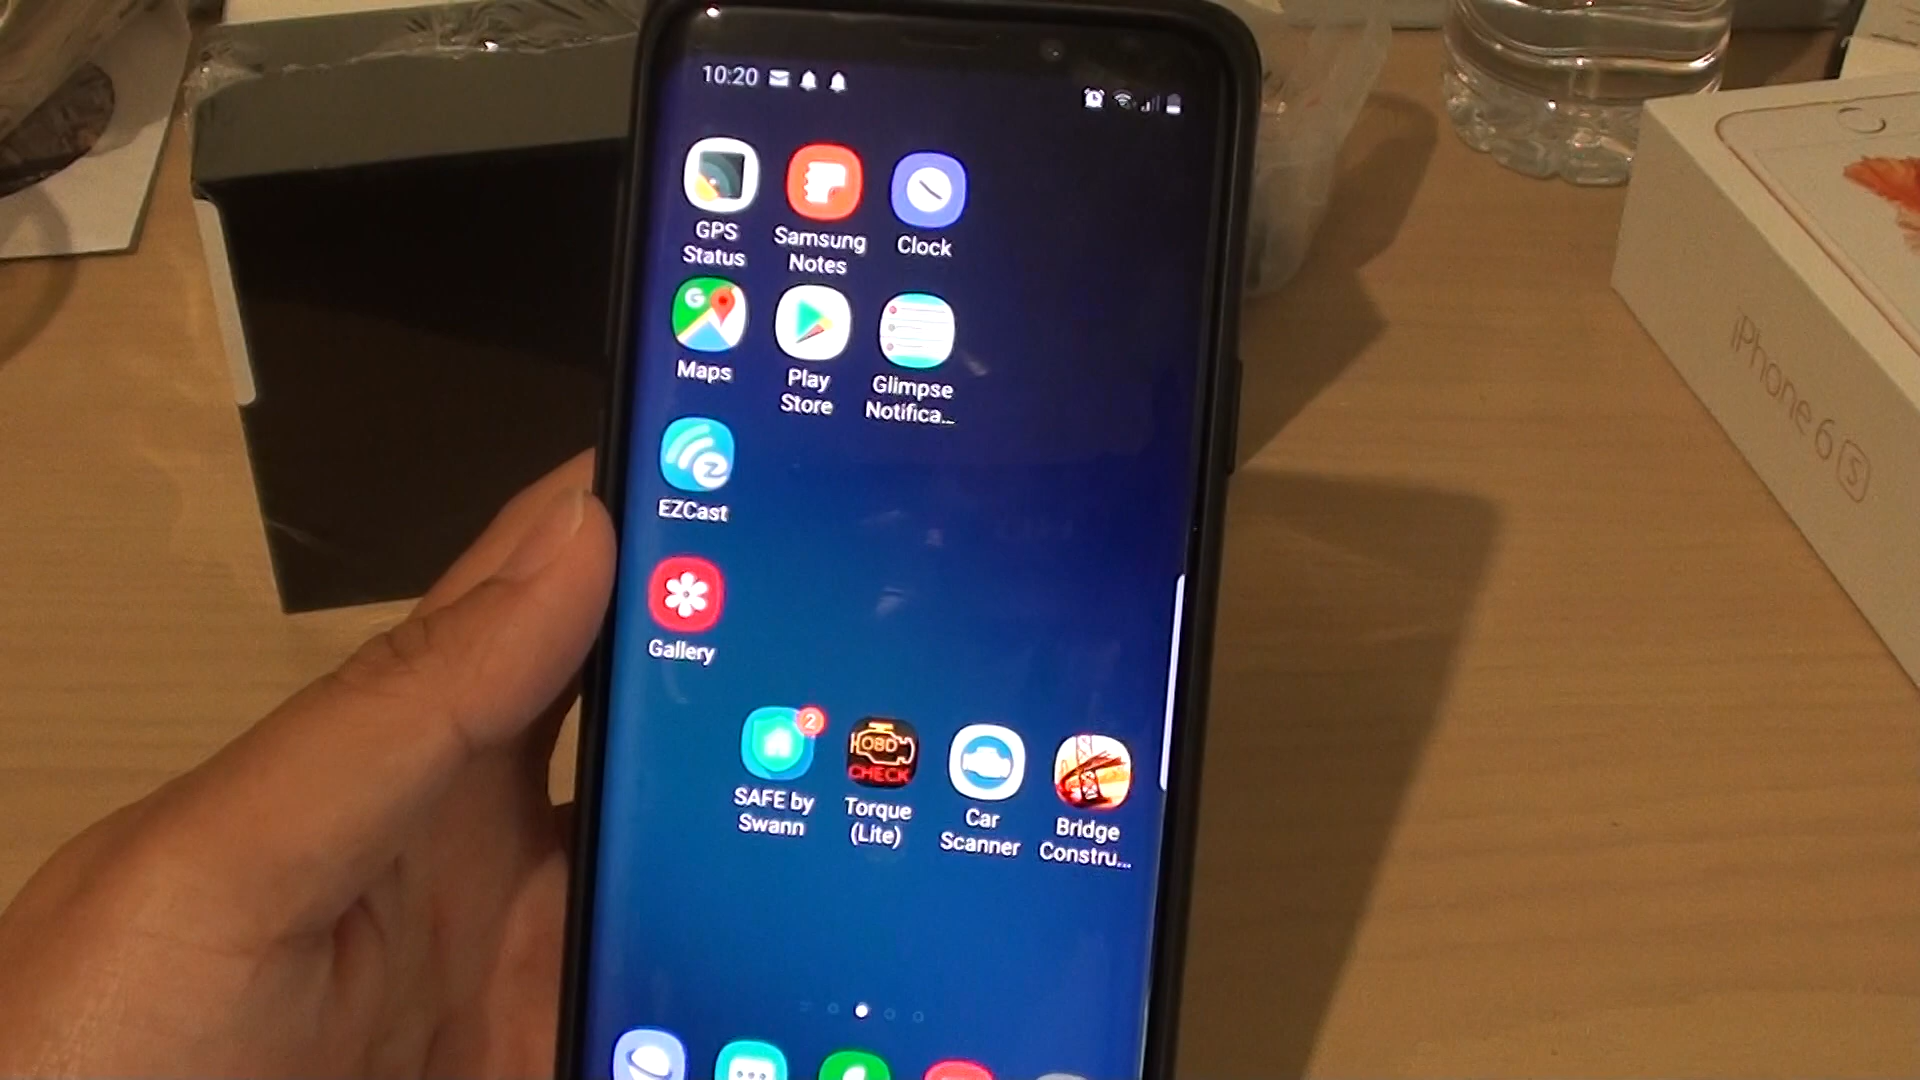 10:20
GPS
Status
Samsung
Notes
Clock
G
Maps
Play
Store
Glimpse
Notifica...
EZCast
Gallery
2
SAFE by
Swann
OBD
CHECK
Torque
(Lite)
Car
Scanner
Bridge
Constru...
iPhone 6 S